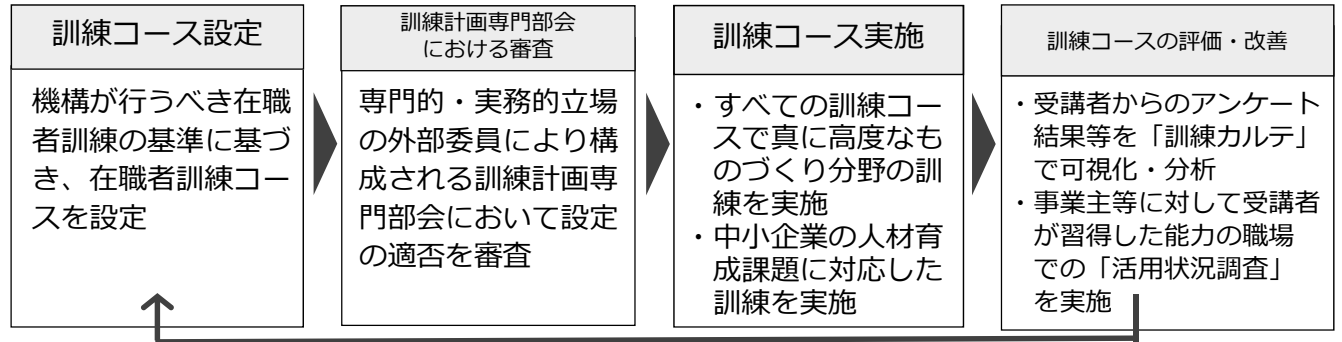 訓練コース設定
機構が行うべき在職
者訓練の基準に基づ
き、在職者訓練コー
スを設定
訓練計画専門部会
における審査
専門的・実務的立場
の外部委員により構
成される訓練計画専
門部会において設定
の適否を審査
訓練コース実施
・すべての訓練コー
スで真に高度なも
のづくり分野の訓
練を実施
・中小企業の人材育
成課題に対応した
訓練を実施
訓練コースの評価・改善
・受講者からのアンケート
結果等を「訓練カルテ」
で可視化・分析
・事業主等に対して受講者
が習得した能力の職場
での「活用状況調査」
を実施